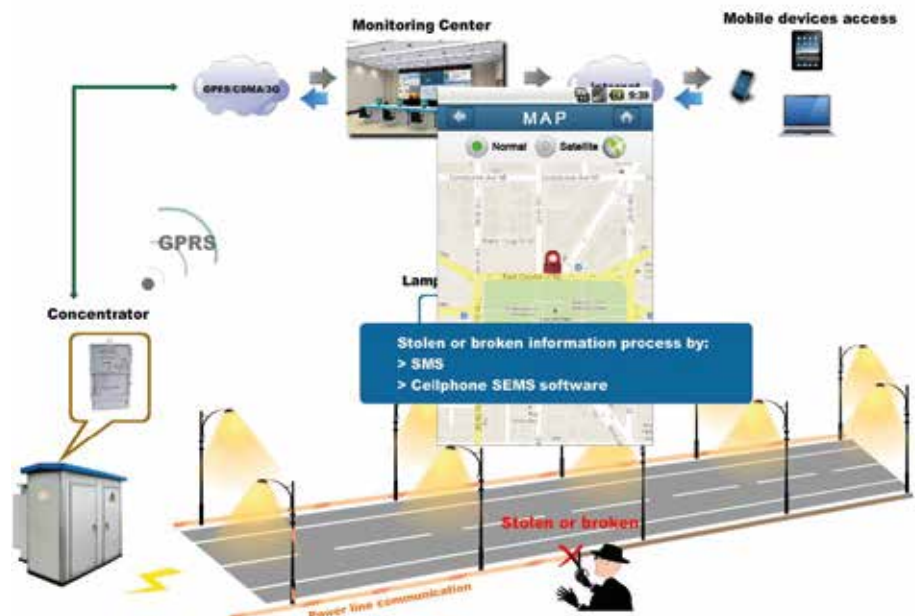 Monitoring Center
Mobile devices access
GPRS/CDMA/3G
Internet
9:39
MAP
Normal
Satellite
GPRS
Lamp
Concentrator
Stolen or broken information process by:
> SMS
> Cellphone SEMS software
Stolen or broken
Power line communication